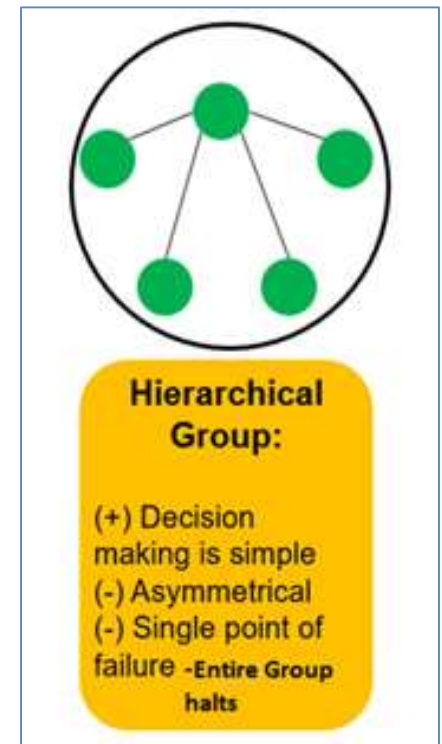 Hierarchical
Group:
(+) Decision
making is simple
(-) Asymmetrical
(-) Single point of
failure -Entire Group
halts